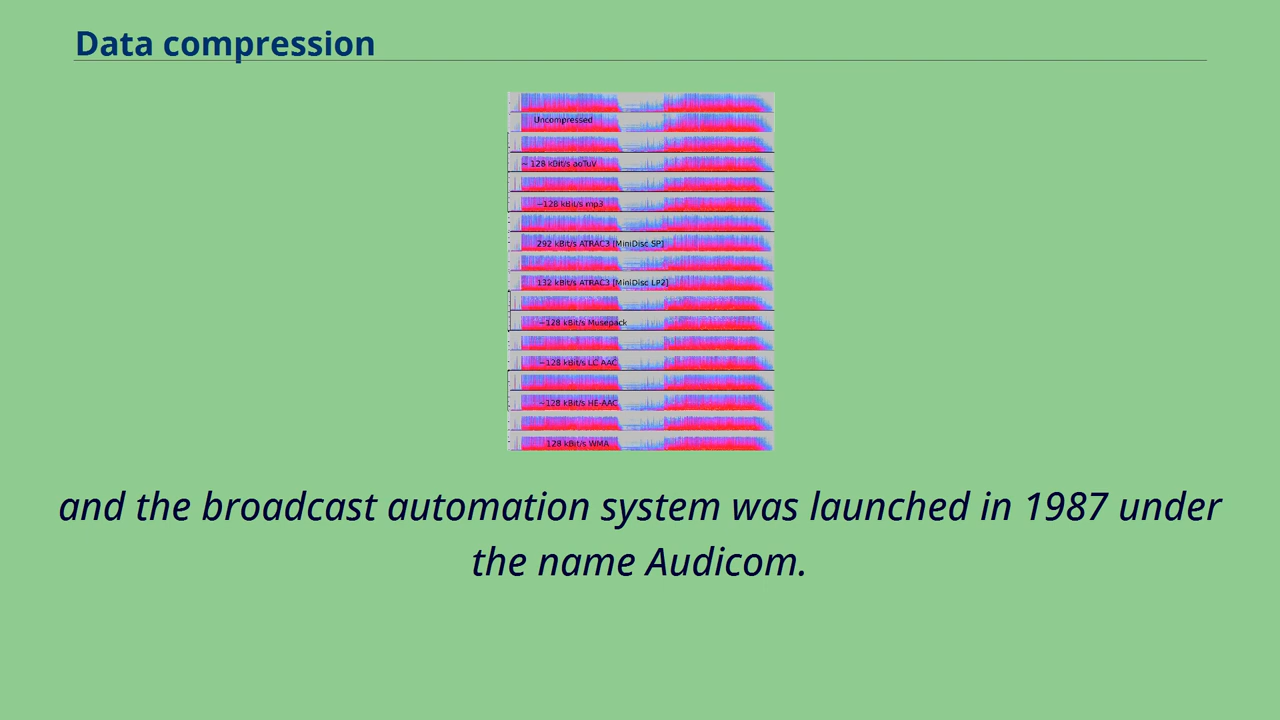 Data compression
Uncompressed
~ 128 kBit/s aoTuV
~128 kBit/s mp3
292 kBit/s ATRAC3 [MiniDisc SP]
132 kBit/s ATRAC3 [MiniDisc LP2]
~128 kBit/s Musepack
~128 kBit/s LC AAC
~128 kBit/s HE-AAC
128 kBit/s WMA
and the broadcast automation system was launched in 1987 under
the name Audicom.